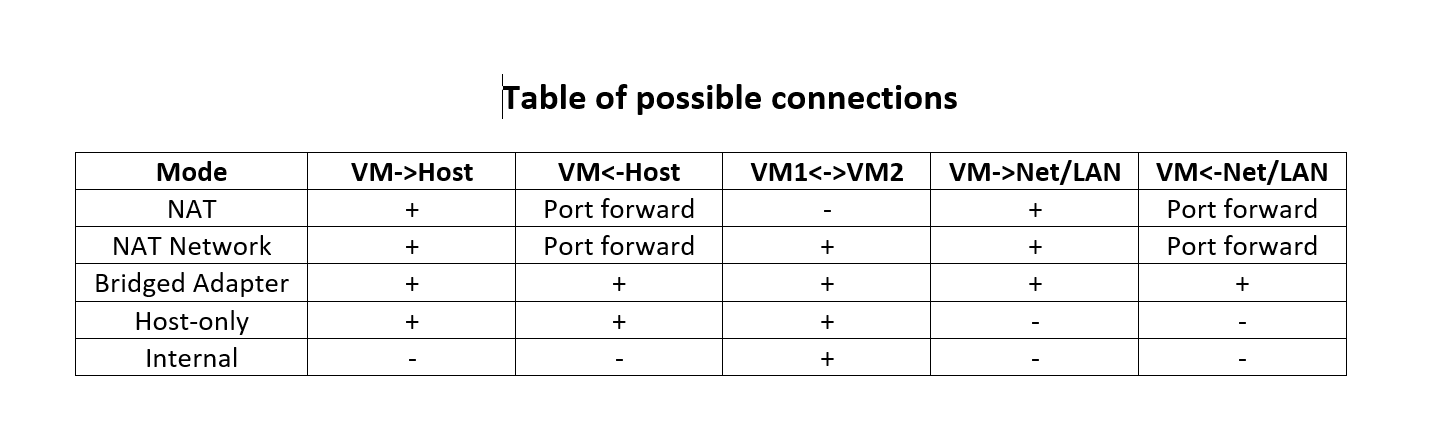 Table of possible connections
Mode VM->Host VM<-Host VM1<->VM2 VM->Net/LAN VM<-Net/LAN
NAT + Port forward - + Port forward
NAT Network + Port forward + + Port forward
Bridged Adapter + + + + +
Host-only + + + - -
Internal - - + - -